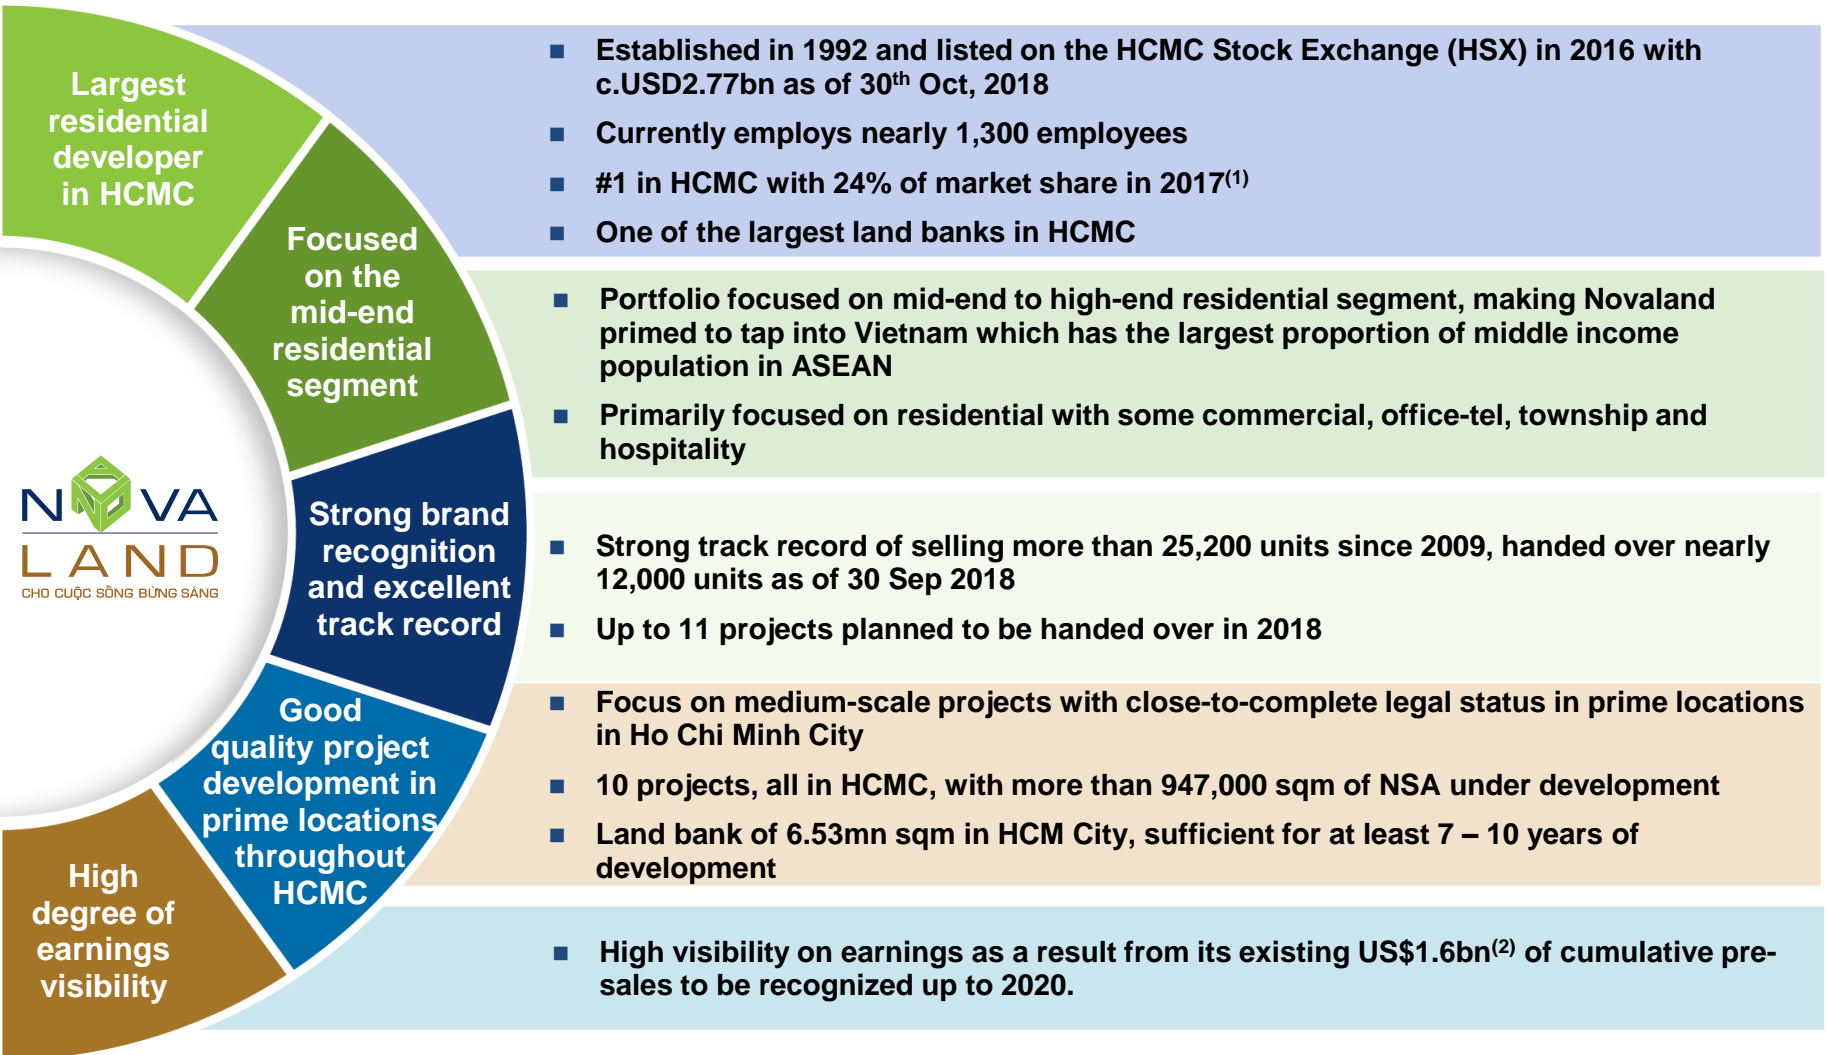 Largest
residential
developer
in HCMC
■ Established in 1992 and listed on the HCMC Stock Exchange (HSX) in 2016 with
c.USD2.77bn as of 30th Oct, 2018
■ Currently employs nearly 1,300 employees
■ #1 in HCMC with 24% of market share in 2017(1)
■ One of the largest land banks in HCMC
Focused
on the
mid-end
residential
segment
■ Portfolio focused on mid-end to high-end residential segment, making Novaland
primed to tap into Vietnam which has the largest proportion of middle income
population in ASEAN
■ Primarily focused on residential with some commercial, office-tel, township and
hospitality
NOVA
LAND
CHO CUỘC SỐNG BỪNG SÁNG
Strong brand
recognition
and excellent
track record
■ Strong track record of selling more than 25,200 units since 2009, handed over nearly
12,000 units as of 30 Sep 2018
■ Up to 11 projects planned to be handed over in 2018
Good
quality project
development in
prime locations
throughout
HCMC
■ Focus on medium-scale projects with close-to-complete legal status in prime locations
in Ho Chi Minh City
■ 10 projects, all in HCMC, with more than 947,000 sqm of NSA under development
■ Land bank of 6.53mn sqm in HCM City, sufficient for at least 7 – 10 years of
development
High
degree of
earnings
visibility
■ High visibility on earnings as a result from its existing US$1.6bn(2) of cumulative pre-
sales to be recognized up to 2020.